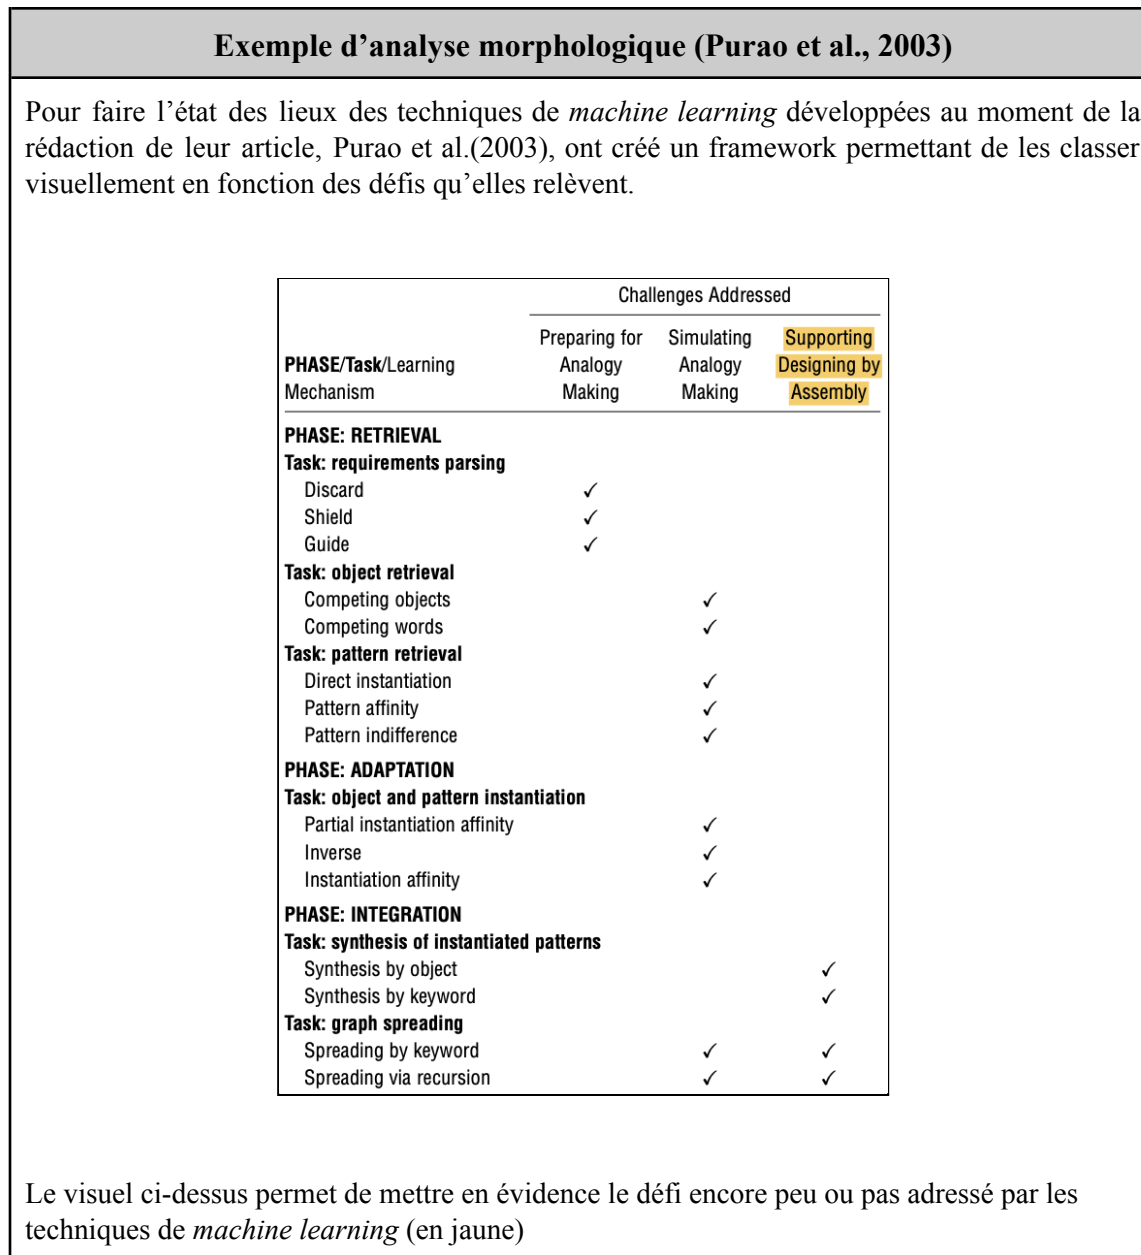 Exemple d'analyse morphologique (Purao et al., 2003)
Pour faire l'état des lieux des techniques de machine learning développées au moment de la
rédaction de leur article, Purao et al.(2003), ont créé un framework permettant de les classer
visuellement en fonction des défis qu'elles relèvent.
Challenges Addressed
Preparing for Simulating Supporting
PHASE/Task/Learning Analogy Analogy Designing by
Mechanism Making Making Assembly
PHASE: RETRIEVAL
Task: requirements parsing
Discard ✓
Shield ✓
Guide ✓
Task: object retrieval
Competing objects ✓
Competing words ✓
Task: pattern retrieval
Direct instantiation ✓
Pattern affinity ✓
Pattern indifference ✓
PHASE: ADAPTATION
Task: object and pattern instantiation
Partial instantiation affinity ✓
Inverse ✓
Instantiation affinity ✓
PHASE: INTEGRATION
Task: synthesis of instantiated patterns
Synthesis by object ✓
Synthesis by keyword ✓
Task: graph spreading
Spreading by keyword ✓ ✓
Spreading via recursion ✓ ✓
Le visuel ci-dessus permet de mettre en évidence le défi encore peu ou pas adressé par les
techniques de machine learning (en jaune)